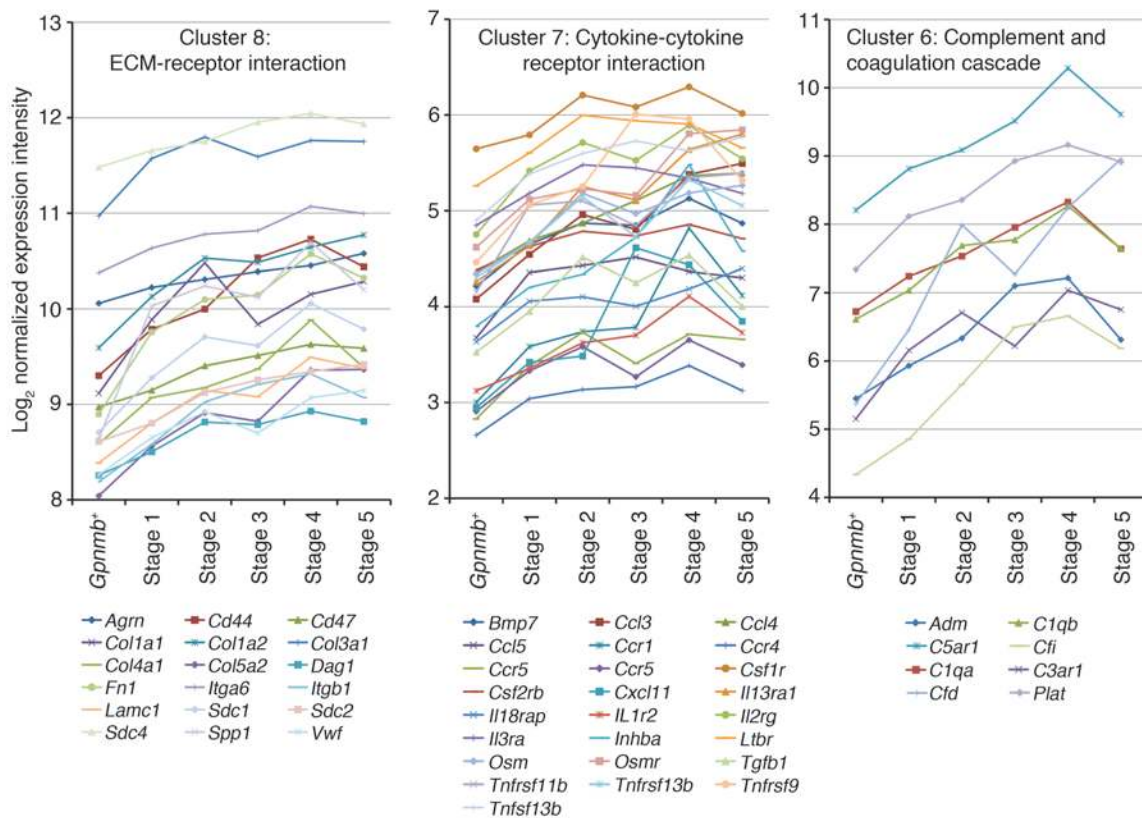 Log2 normalized expression intensity
Cluster 8:
ECM-receptor interaction
13
12
11
10
9
8
Gpnmb+
Stage 1
Stage 2
Stage 3
Stage 4
Stage 5
Agrn Cd44 Cd47
Col1a1 Col1a2 Col3a1
Col4a1 Col5a2 Dag1
Fn1 Itga6 Itgb1
Lamc1 Sdc1 Sdc2
Sdc4 Spp1 Vwf
Cluster 7: Cytokine-cytokine
receptor interaction
7
6
5
4
3
2
Gpnmb+
Stage 1
Stage 2
Stage 3
Stage 4
Stage 5
Bmp7 Ccl3 Ccl4
Ccl5 Ccr1 Ccr4
Ccr5 Ccr5 Csf1r
Csf2rb Cxcl11 Il13ra1
Il18rap IL1r2 Il2rg
Il3ra Inhba Ltbr
Osm Osmr Tgfb1
Tnfrsf11b Tnfrsf13b Tnfrsf9
Tnfsf13b
Cluster 6: Complement and
coagulation cascade
11
10
9
8
7
6
5
4
Gpnmb+
Stage 1
Stage 2
Stage 3
Stage 4
Stage 5
Adm C1qb
C5ar1 Cfi
C1qa C3ar1
Cfd Plat